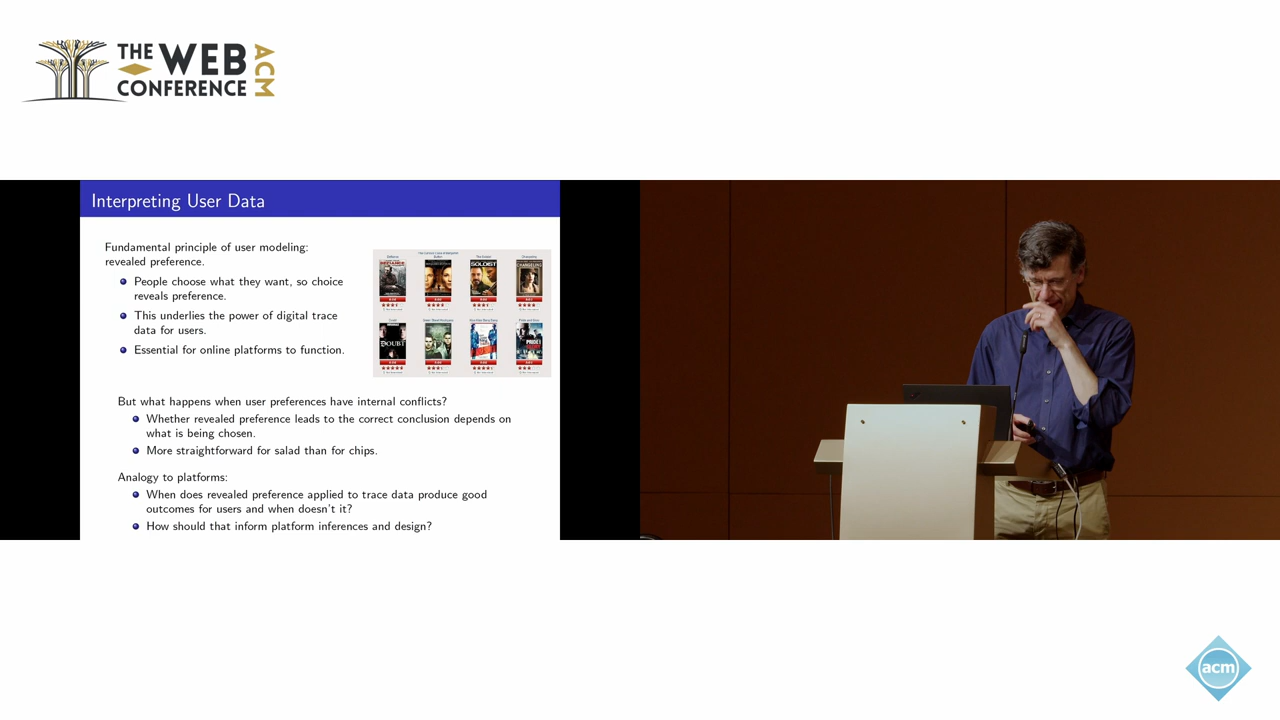 THE WEB
CONFERENCE
ACM
Interpreting User Data
Fundamental principle of user modeling:
revealed preference.
People choose what they want, so choice
reveals preference.
This underlies the power of digital trace
data for users.
Essential for online platforms to function.
DEFIANCE
SOLOIST
CHANGELING
DOUBT
PRIDE
But what happens when user preferences have internal conflicts?
Whether revealed preference leads to the correct conclusion depends on
what is being chosen.
More straightforward for salad than for chips.
Analogy to platforms:
When does revealed preference applied to trace data produce good
outcomes for users and when doesn't it?
How should that inform platform inferences and design?
acm